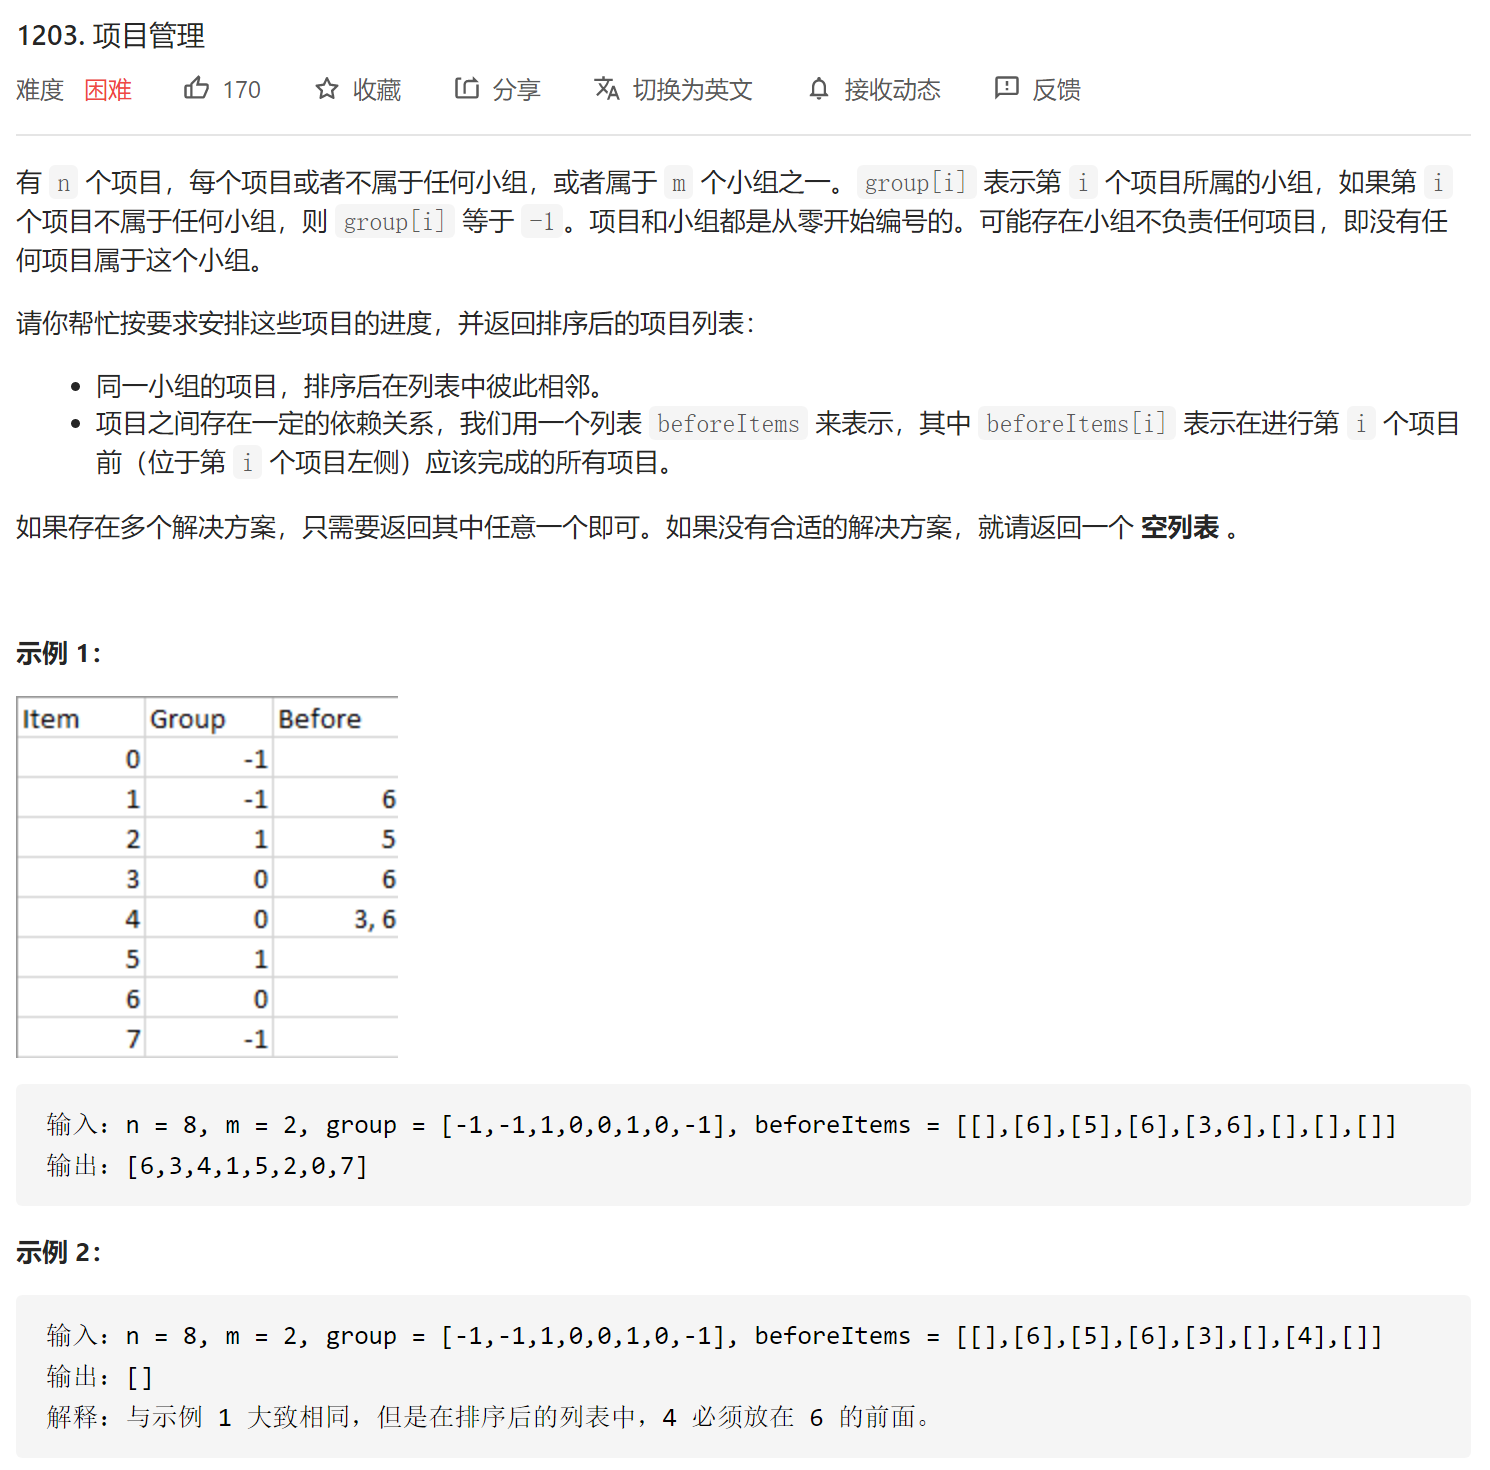 1203. 项目管理
难度 困难 170 收藏 分享 切换为英文 接收动态 反馈
有 n 个项目，每个项目或者不属于任何小组，或者属于 m 个小组之一。group[i] 表示第 i 个项目所属的小组，如果第 i
个项目不属于任何小组，则 group[i] 等于 -1。项目和小组都是从零开始编号的。可能存在小组不负责任何项目，即没有任
何项目属于这个小组。
请你帮忙按要求安排这些项目的进度，并返回排序后的项目列表：
• 同一小组的项目，排序后在列表中彼此相邻。
• 项目之间存在一定的依赖关系，我们用一个列表 beforeItems 来表示，其中 beforeItems[i] 表示在进行第 i 个项目
前（位于第 i 个项目左侧）应该完成的所有项目。
如果存在多个解决方案，只需要返回其中任意一个即可。如果没有合适的解决方案，就请返回一个 空列表 。
示例 1：
Item Group Before
0 -1
1 -1 6
2 1 5
3 0 6
4 0 3, 6
5 1
6 0
7 -1
输入：n = 8, m = 2, group = [-1,-1,1,0,0,1,0,-1], beforeItems = [[],[6],[5],[6],[3,6],[],[],[]]
输出：[6,3,4,1,5,2,0,7]
示例 2：
输入：n = 8, m = 2, group = [-1,-1,1,0,0,1,0,-1], beforeItems = [[],[6],[5],[6],[3],[],[4],[]]
输出：[]
解释：与示例 1 大致相同，但是在排序后的列表中，4 必须放在 6 的前面。